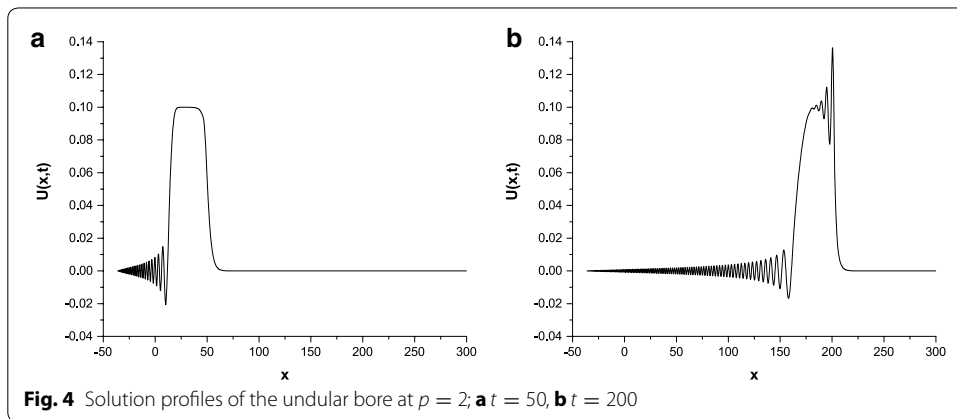 a
0.14
0.12
0.10
0.08
0.06
0.04
0.02
0.00
-0.02
-0.04
U(x,t)
-50 0 50 100 150 200 250 300
x
b
0.14
0.12
0.10
0.08
0.06
0.04
0.02
0.00
-0.02
-0.04
U(x,t)
-50 0 50 100 150 200 250 300
x
Fig. 4 Solution profiles of the undular bore at p = 2; a t = 50, b t = 200